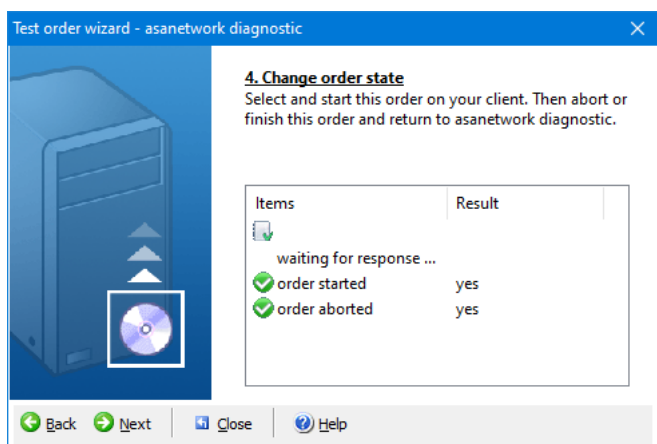 Test order wizard - asanetwork diagnostic
4. Change order state
Select and start this order on your client. Then abort or
finish this order and return to asanetwork diagnostic.
Items Result
waiting for response ...
order started yes
order aborted yes
Back Next Close Help